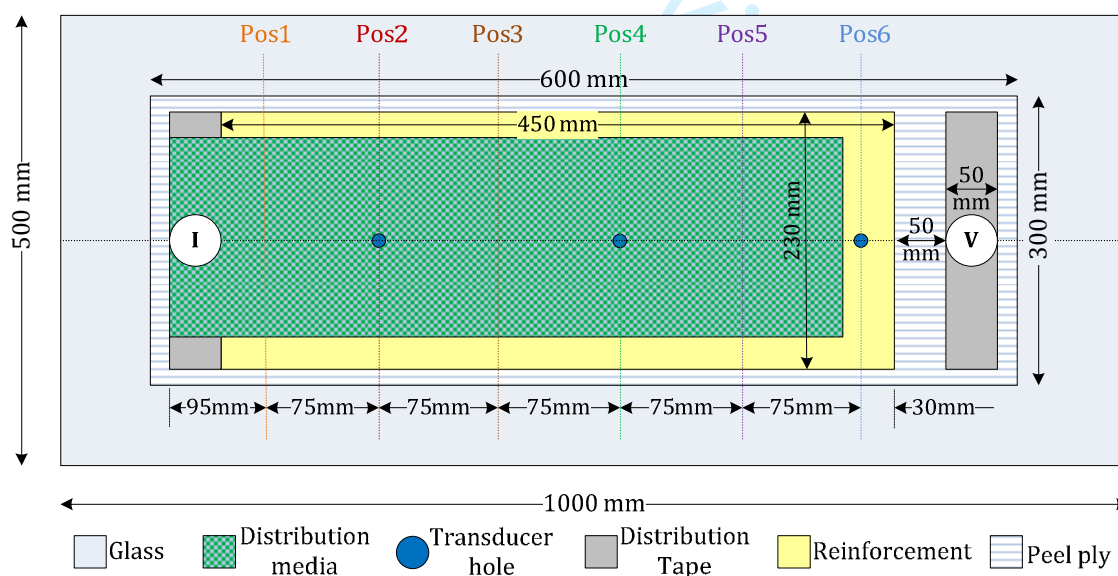 Pos1 Pos2 Pos3 Pos4 Pos5 Pos6
600 mm
450 mm
500 mm
230 mm
300 mm
50
mm
50
mm
I
V
95mm 75mm 75mm 75mm 75mm 75mm 30mm
1000 mm
Glass
Distribution
media
Transducer
hole
Distribution
Tape
Reinforcement
Peel ply